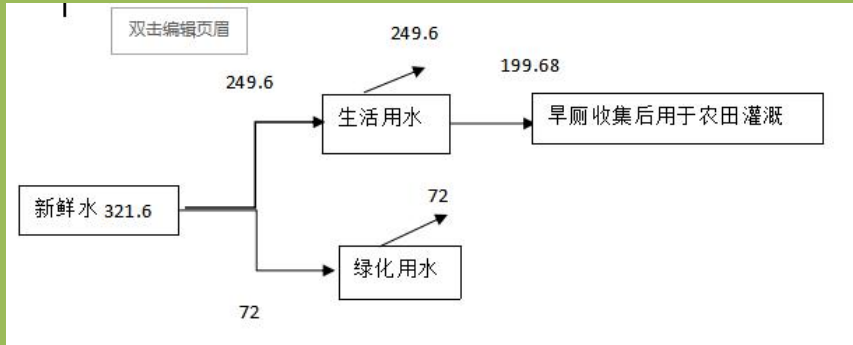 双击编辑页眉
249.6
249.6
199.68
生活用水
旱厕收集后用于农田灌溉
新鲜水 321.6
72
绿化用水
72